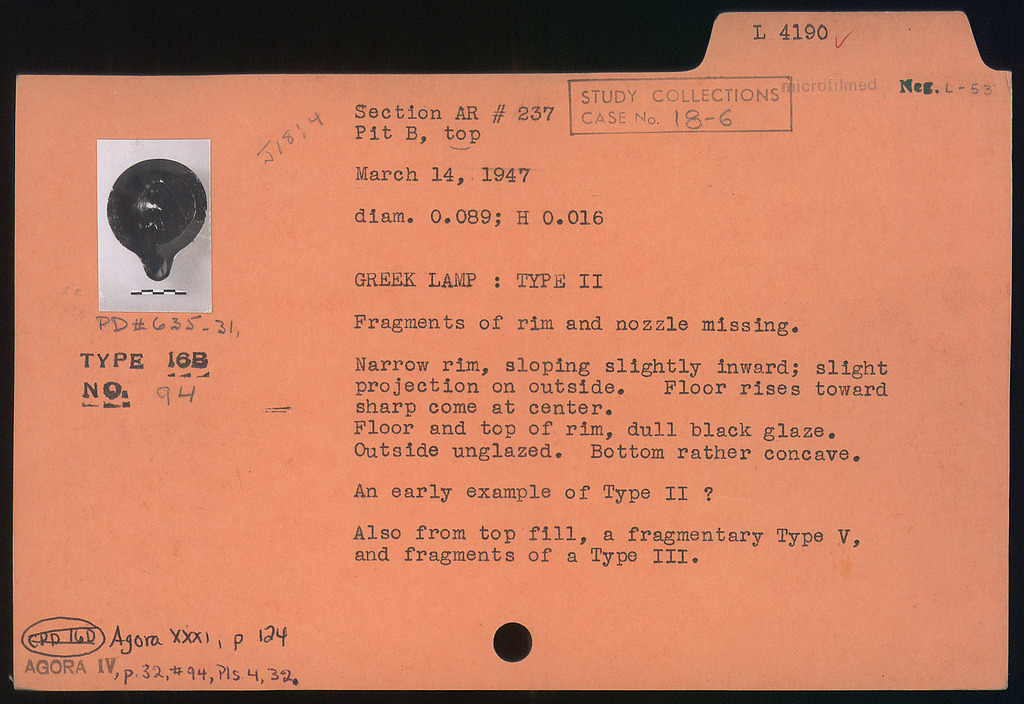 L 4190 ✓
microfilmed Neg. L-53
STUDY COLLECTIONS
CASE No. 18-6
J18:4
Section AR # 237
Pit B, top
March 14, 1947
diam. 0.089; H 0.016
GREEK LAMP : TYPE II
Fragments of rim and nozzle missing.
PD# 635-31,
TYPE 16B
NO. 94
Narrow rim, sloping slightly inward; slight
projection on outside. Floor rises toward
sharp come at center.
Floor and top of rim, dull black glaze.
Outside unglazed. Bottom rather concave.
An early example of Type II ?
Also from top fill, a fragmentary Type V,
and fragments of a Type III.
Agora XXXI, p 124
AGORA IV, p. 32, #94, Pls. 4, 32.